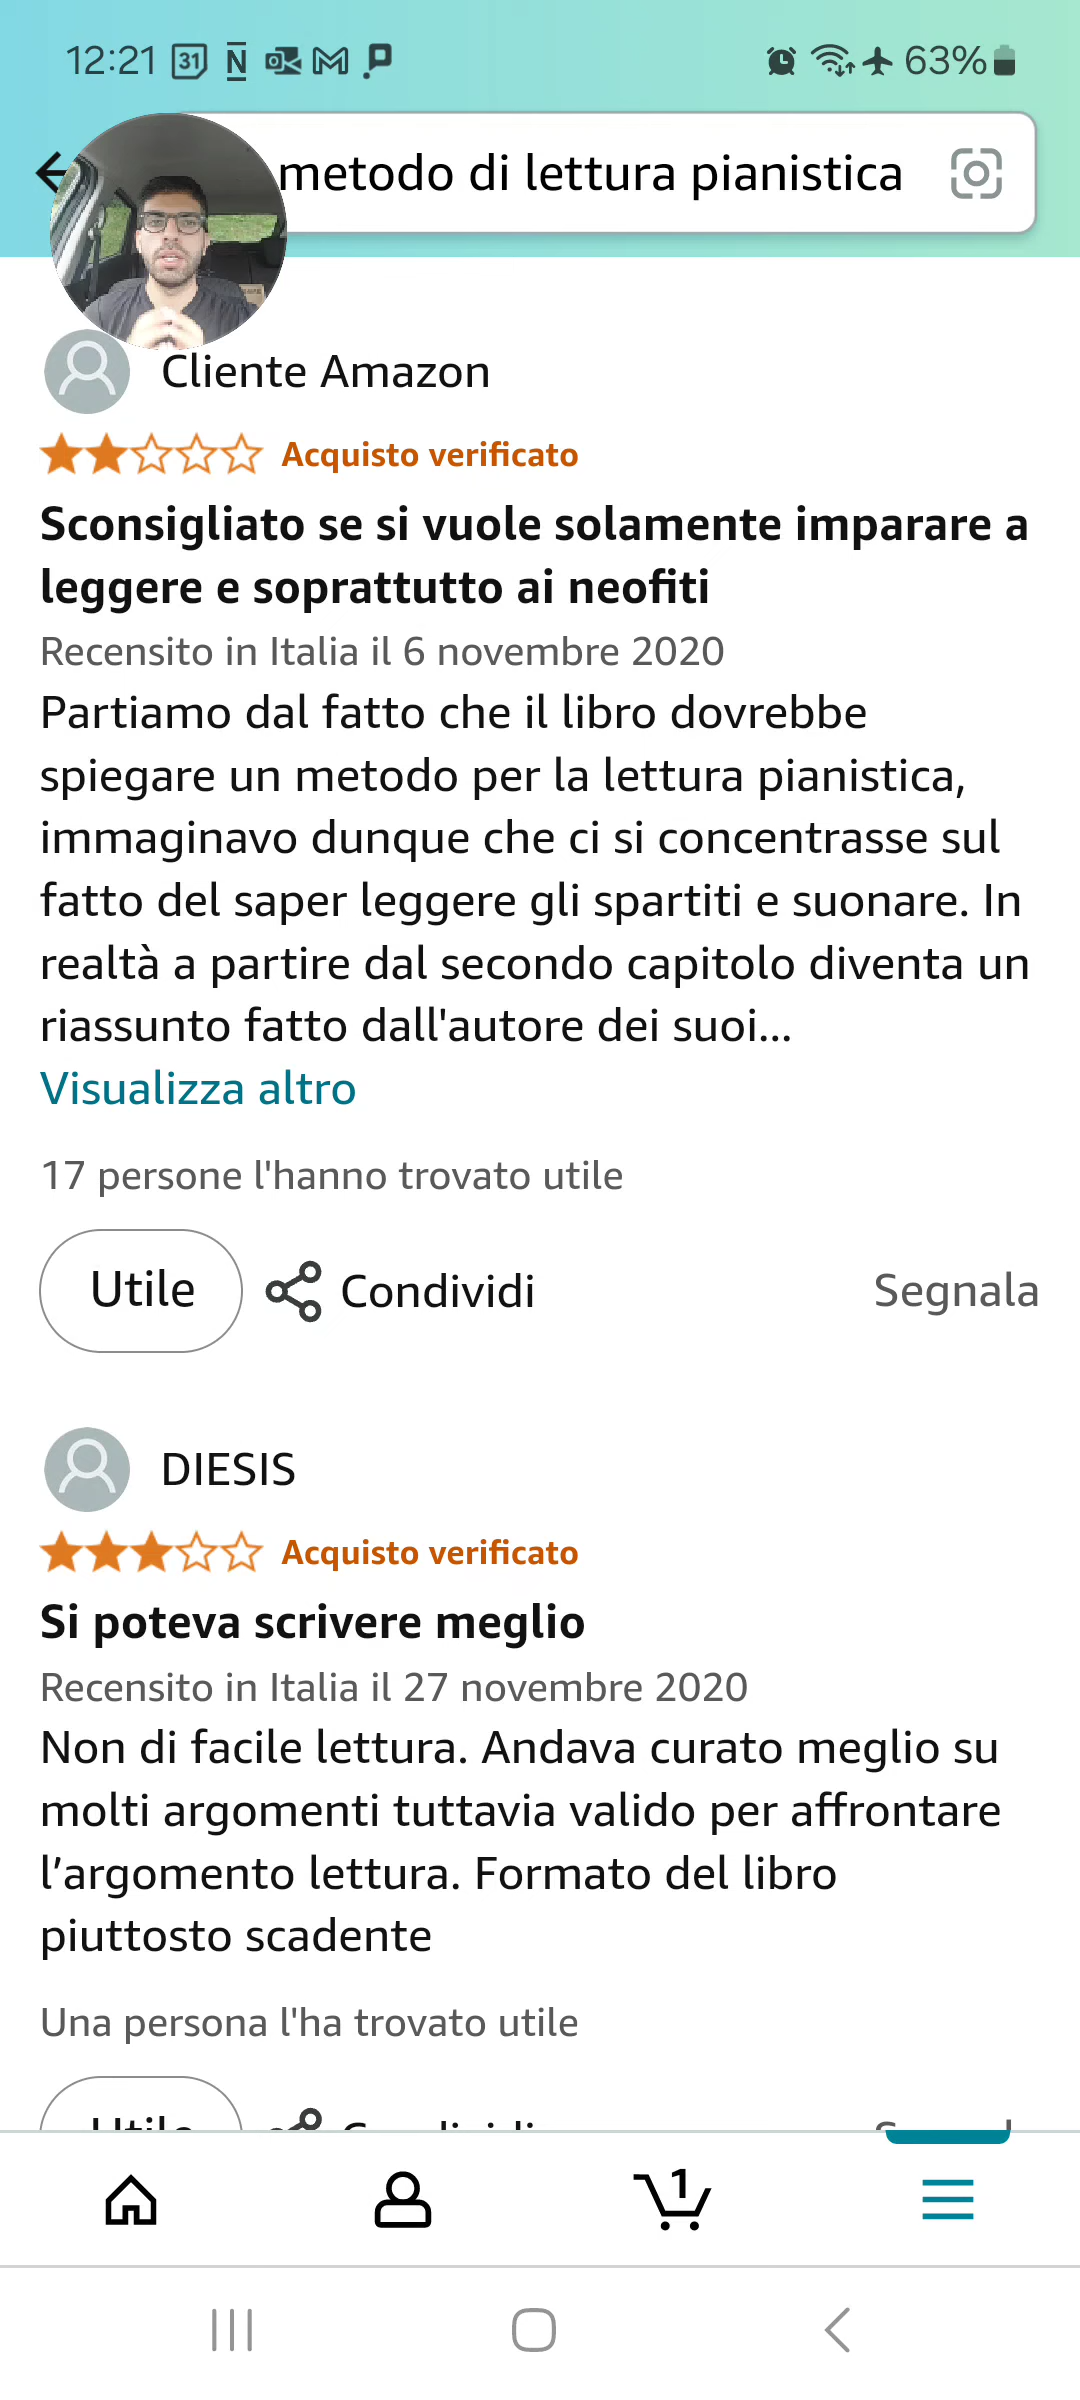 12:21 31 N 63%
metodo di lettura pianistica
Cliente Amazon
Acquisto verificato
Sconsigliato se si vuole solamente imparare a
leggere e soprattutto ai neofiti
Recensito in Italia il 6 novembre 2020
Partiamo dal fatto che il libro dovrebbe
spiegare un metodo per la lettura pianistica,
immaginavo dunque che ci si concentrasse sul
fatto del saper leggere gli spartiti e suonare. In
realtà a partire dal secondo capitolo diventa un
riassunto fatto dall'autore dei suoi...
Visualizza altro
17 persone l'hanno trovato utile
Utile Condividi Segnala
DIESIS
Acquisto verificato
Si poteva scrivere meglio
Recensito in Italia il 27 novembre 2020
Non di facile lettura. Andava curato meglio su
molti argomenti tuttavia valido per affrontare
l’argomento lettura. Formato del libro
piuttosto scadente
Una persona l'ha trovato utile
1